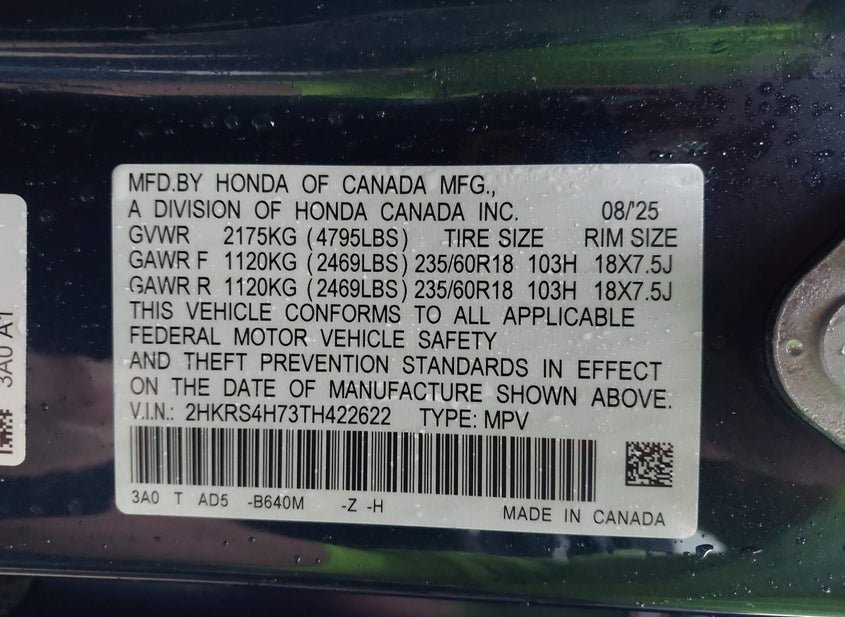 MFD.BY HONDA OF CANADA MFG.,
A DIVISION OF HONDA CANADA INC. 08/'25
GVWR 2175KG (4795LBS) TIRE SIZE RIM SIZE
GAWR F 1120KG (2469LBS) 235/60R18 103H 18X7.5J
GAWR R 1120KG (2469LBS) 235/60R18 103H 18X7.5J
THIS VEHICLE CONFORMS TO ALL APPLICABLE
FEDERAL MOTOR VEHICLE SAFETY
AND THEFT PREVENTION STANDARDS IN EFFECT
ON THE DATE OF MANUFACTURE SHOWN ABOVE.
V.I.N.: 2HKRS4H73TH422622 TYPE: MPV
3A0 T AD5 -B640M -Z -H
MADE IN CANADA
3A0 A1